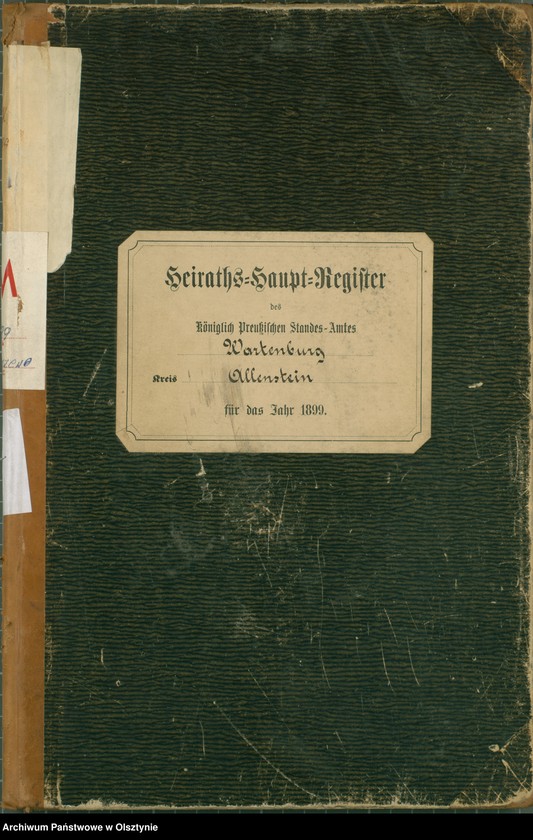 Heiraths-Haupt-Register
des
Königlich Preußischen Standes-Amtes
Wartenburg
Kreis Allenstein
für das Jahr 1899.
Archiwum Państwowe w Olsztynie